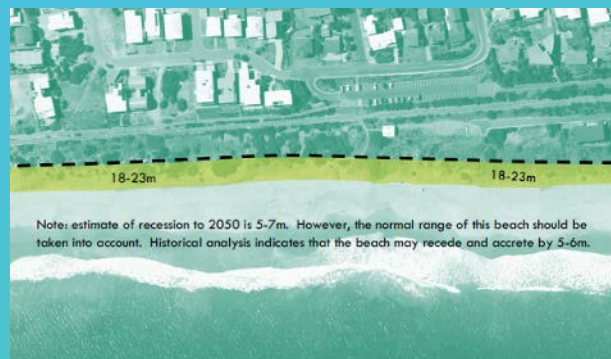 18-23m
18-23m
Note: estimate of recession to 2050 is 5-7m. However, the normal range of this beach should be
taken into account. Historical analysis indicates that the beach may recede and accrete by 5-6m.